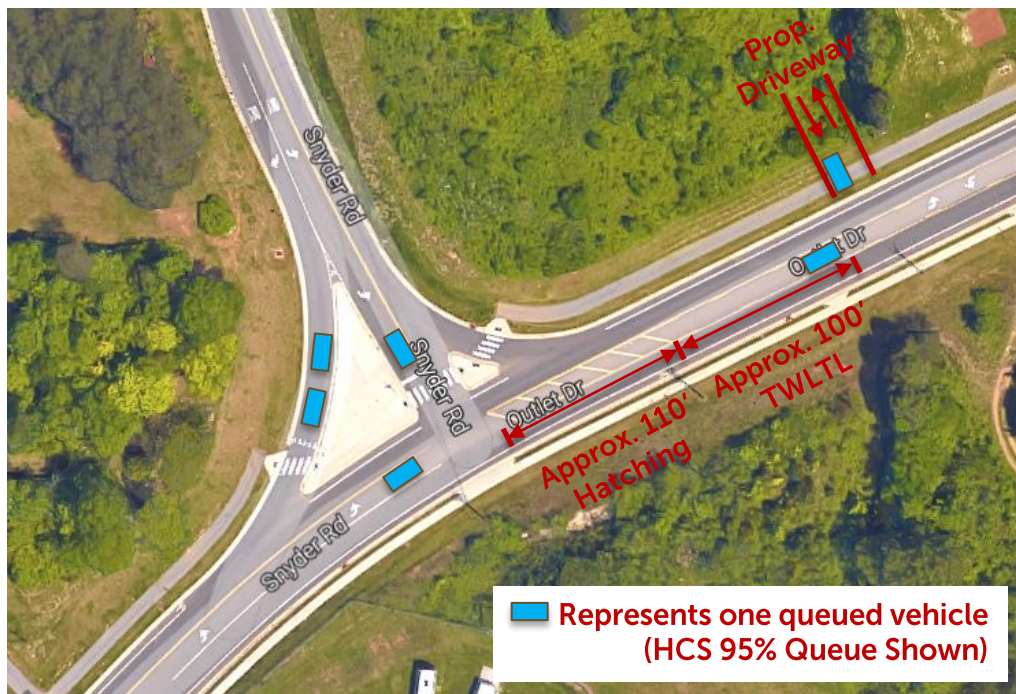 Prop.
Driveway
Snyder Rd
Outlet Dr
Snyder Rd
Outlet Dr
Approx. 100'
TWLTL
Approx. 110'
Hatching
Snyder Rd
Represents one queued vehicle
(HCS 95% Queue Shown)